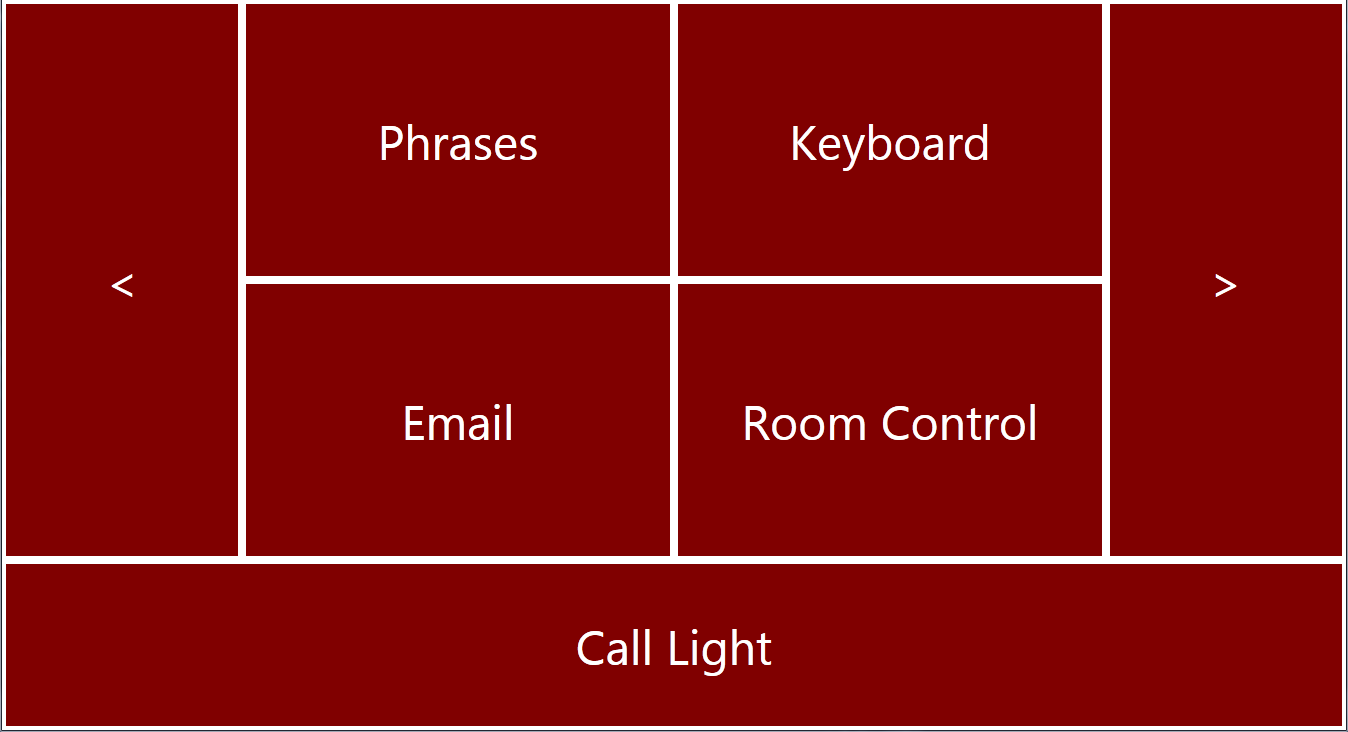 Phrases
Keyboard
<
>
Email
Room Control
Call Light